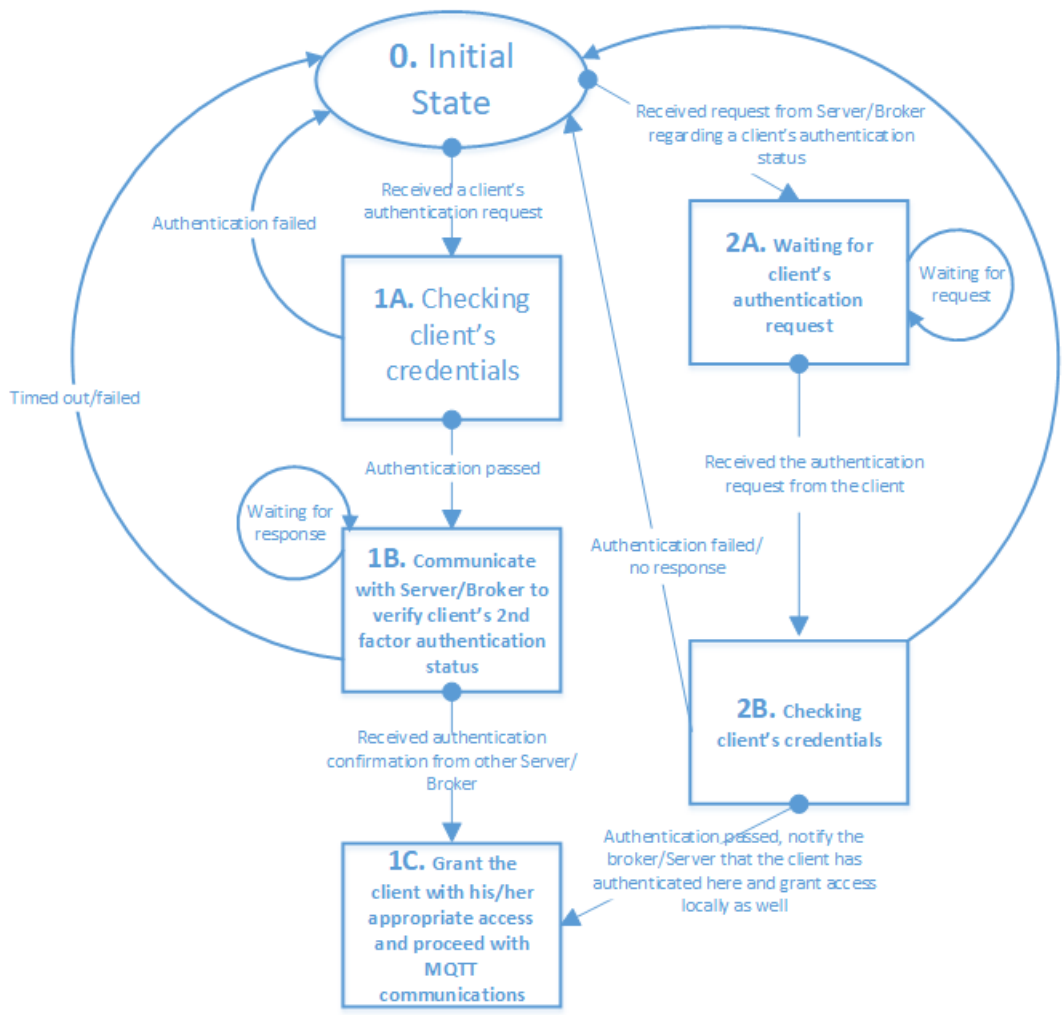 0. Initial
State
Received request from Server/Broker
regarding a client's authentication
status
Received a client's
authentication request
Authentication failed
2A. Waiting for
client's
authentication
request
Waiting for
request
1A. Checking
client's
credentials
Timed out/failed
Authentication passed
Received the authentication
request from the client
Waiting for
response
1B. Communicate
with Server/Broker to
verify client's 2nd
factor authentication
status
Authentication failed/
no response
2B. Checking
client's credentials
Received authentication
confirmation from other Server/
Broker
Authentication passed, notify the
broker/Server that the client has
authenticated here and grant access
locally as well
1C. Grant the
client with his/her
appropriate access
and proceed with
MQTT
communications